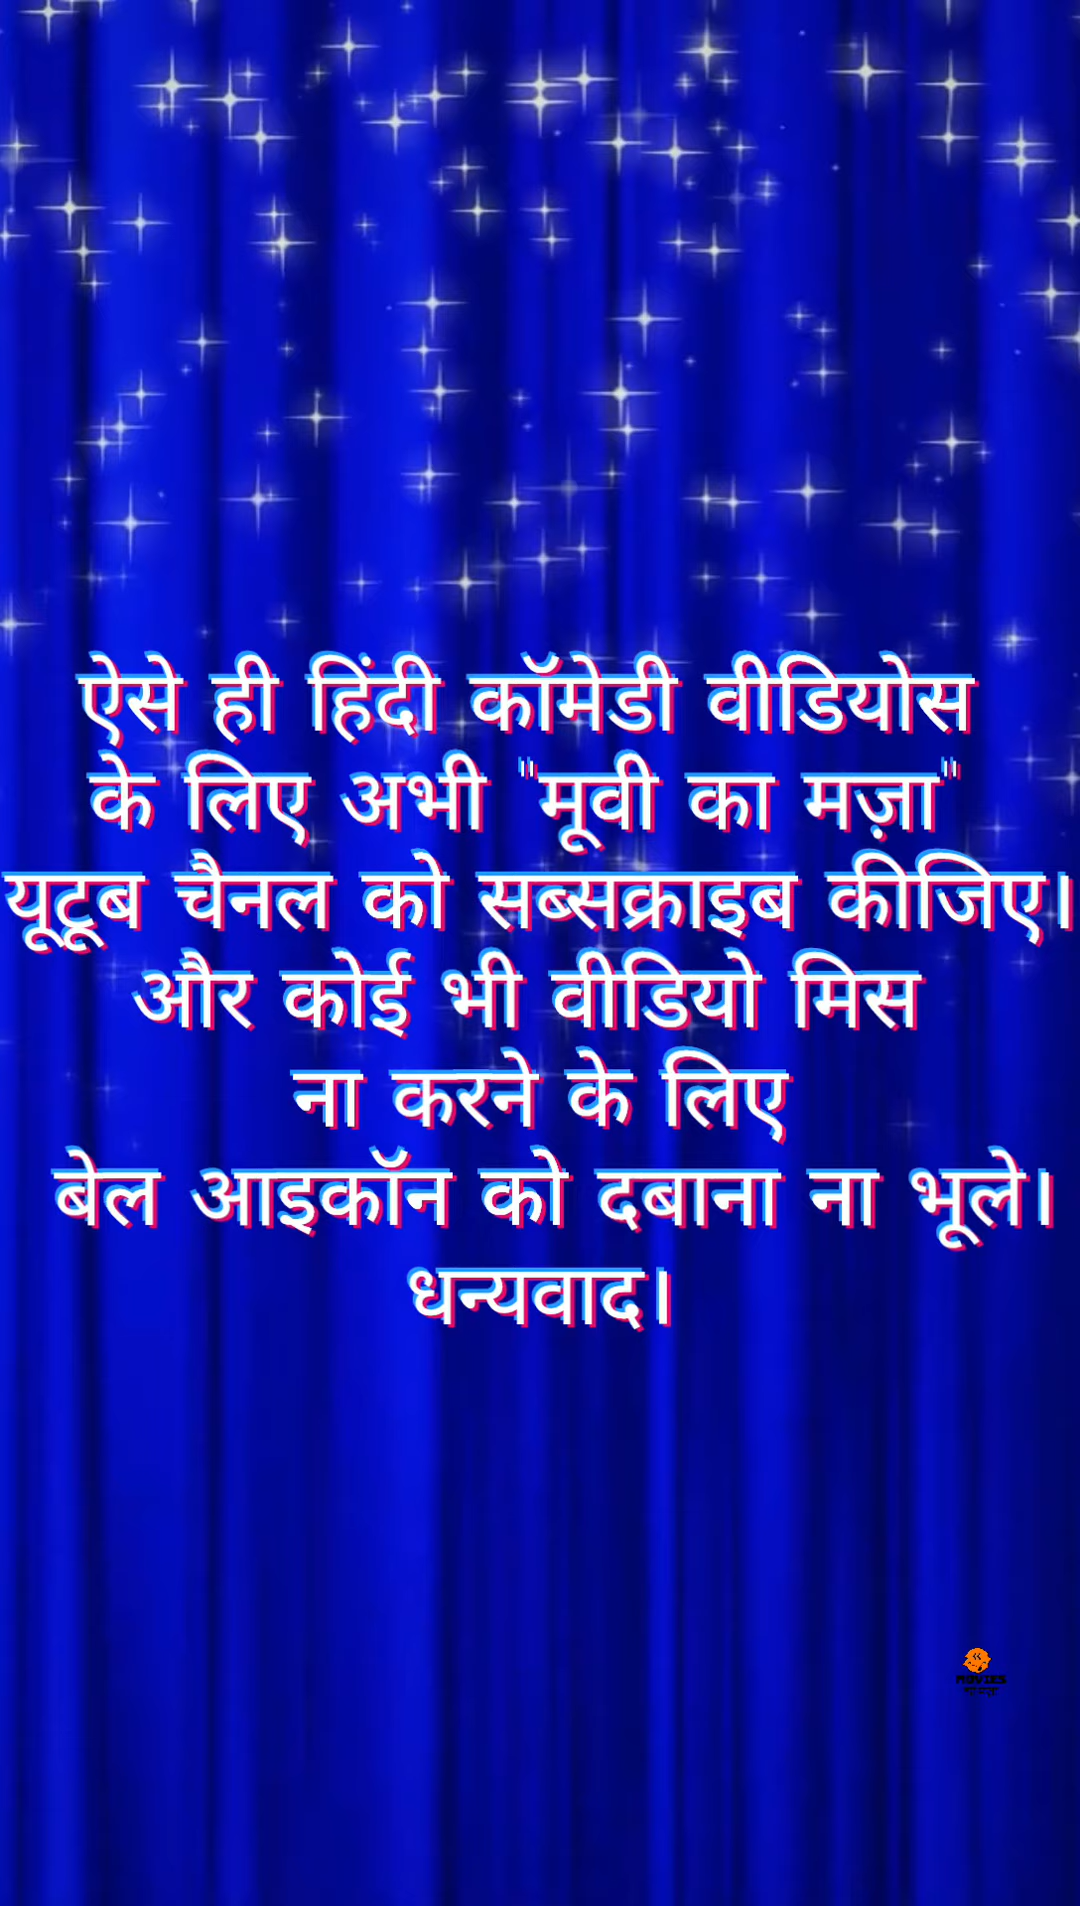 ऐसे ही हिंदी कॉमेडी वीडियोस
के लिए अभी "मूवी का मज़ा"
यूटूब चैनल को सब्सक्राइब कीजिए।
और कोई भी वीडियो मिस
ना करने के लिए
बेल आइकॉन को दबाना ना भूले।
धन्यवाद।
MOVIES